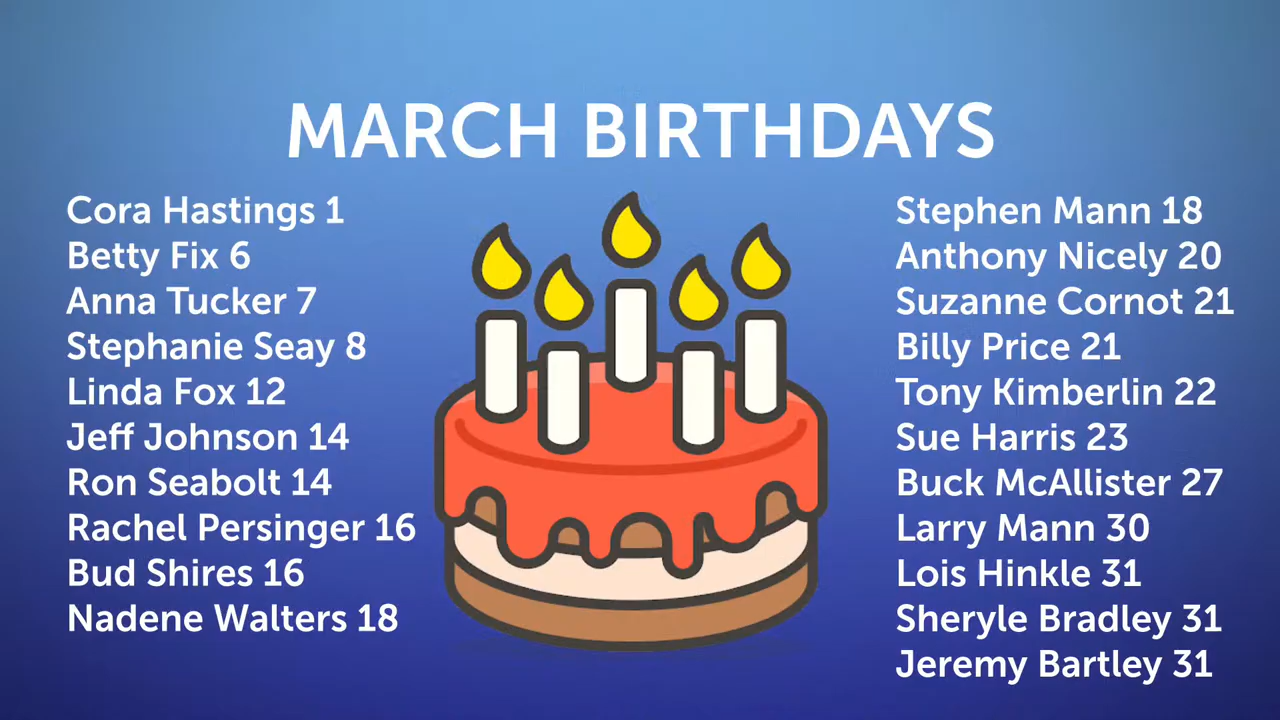 MARCH BIRTHDAYS
Cora Hastings 1
Betty Fix 6
Anna Tucker 7
Stephanie Seay 8
Linda Fox 12
Jeff Johnson 14
Ron Seabolt 14
Rachel Persinger 16
Bud Shires 16
Nadene Walters 18
Stephen Mann 18
Anthony Nicely 20
Suzanne Cornot 21
Billy Price 21
Tony Kimberlin 22
Sue Harris 23
Buck McAllister 27
Larry Mann 30
Lois Hinkle 31
Sheryle Bradley 31
Jeremy Bartley 31